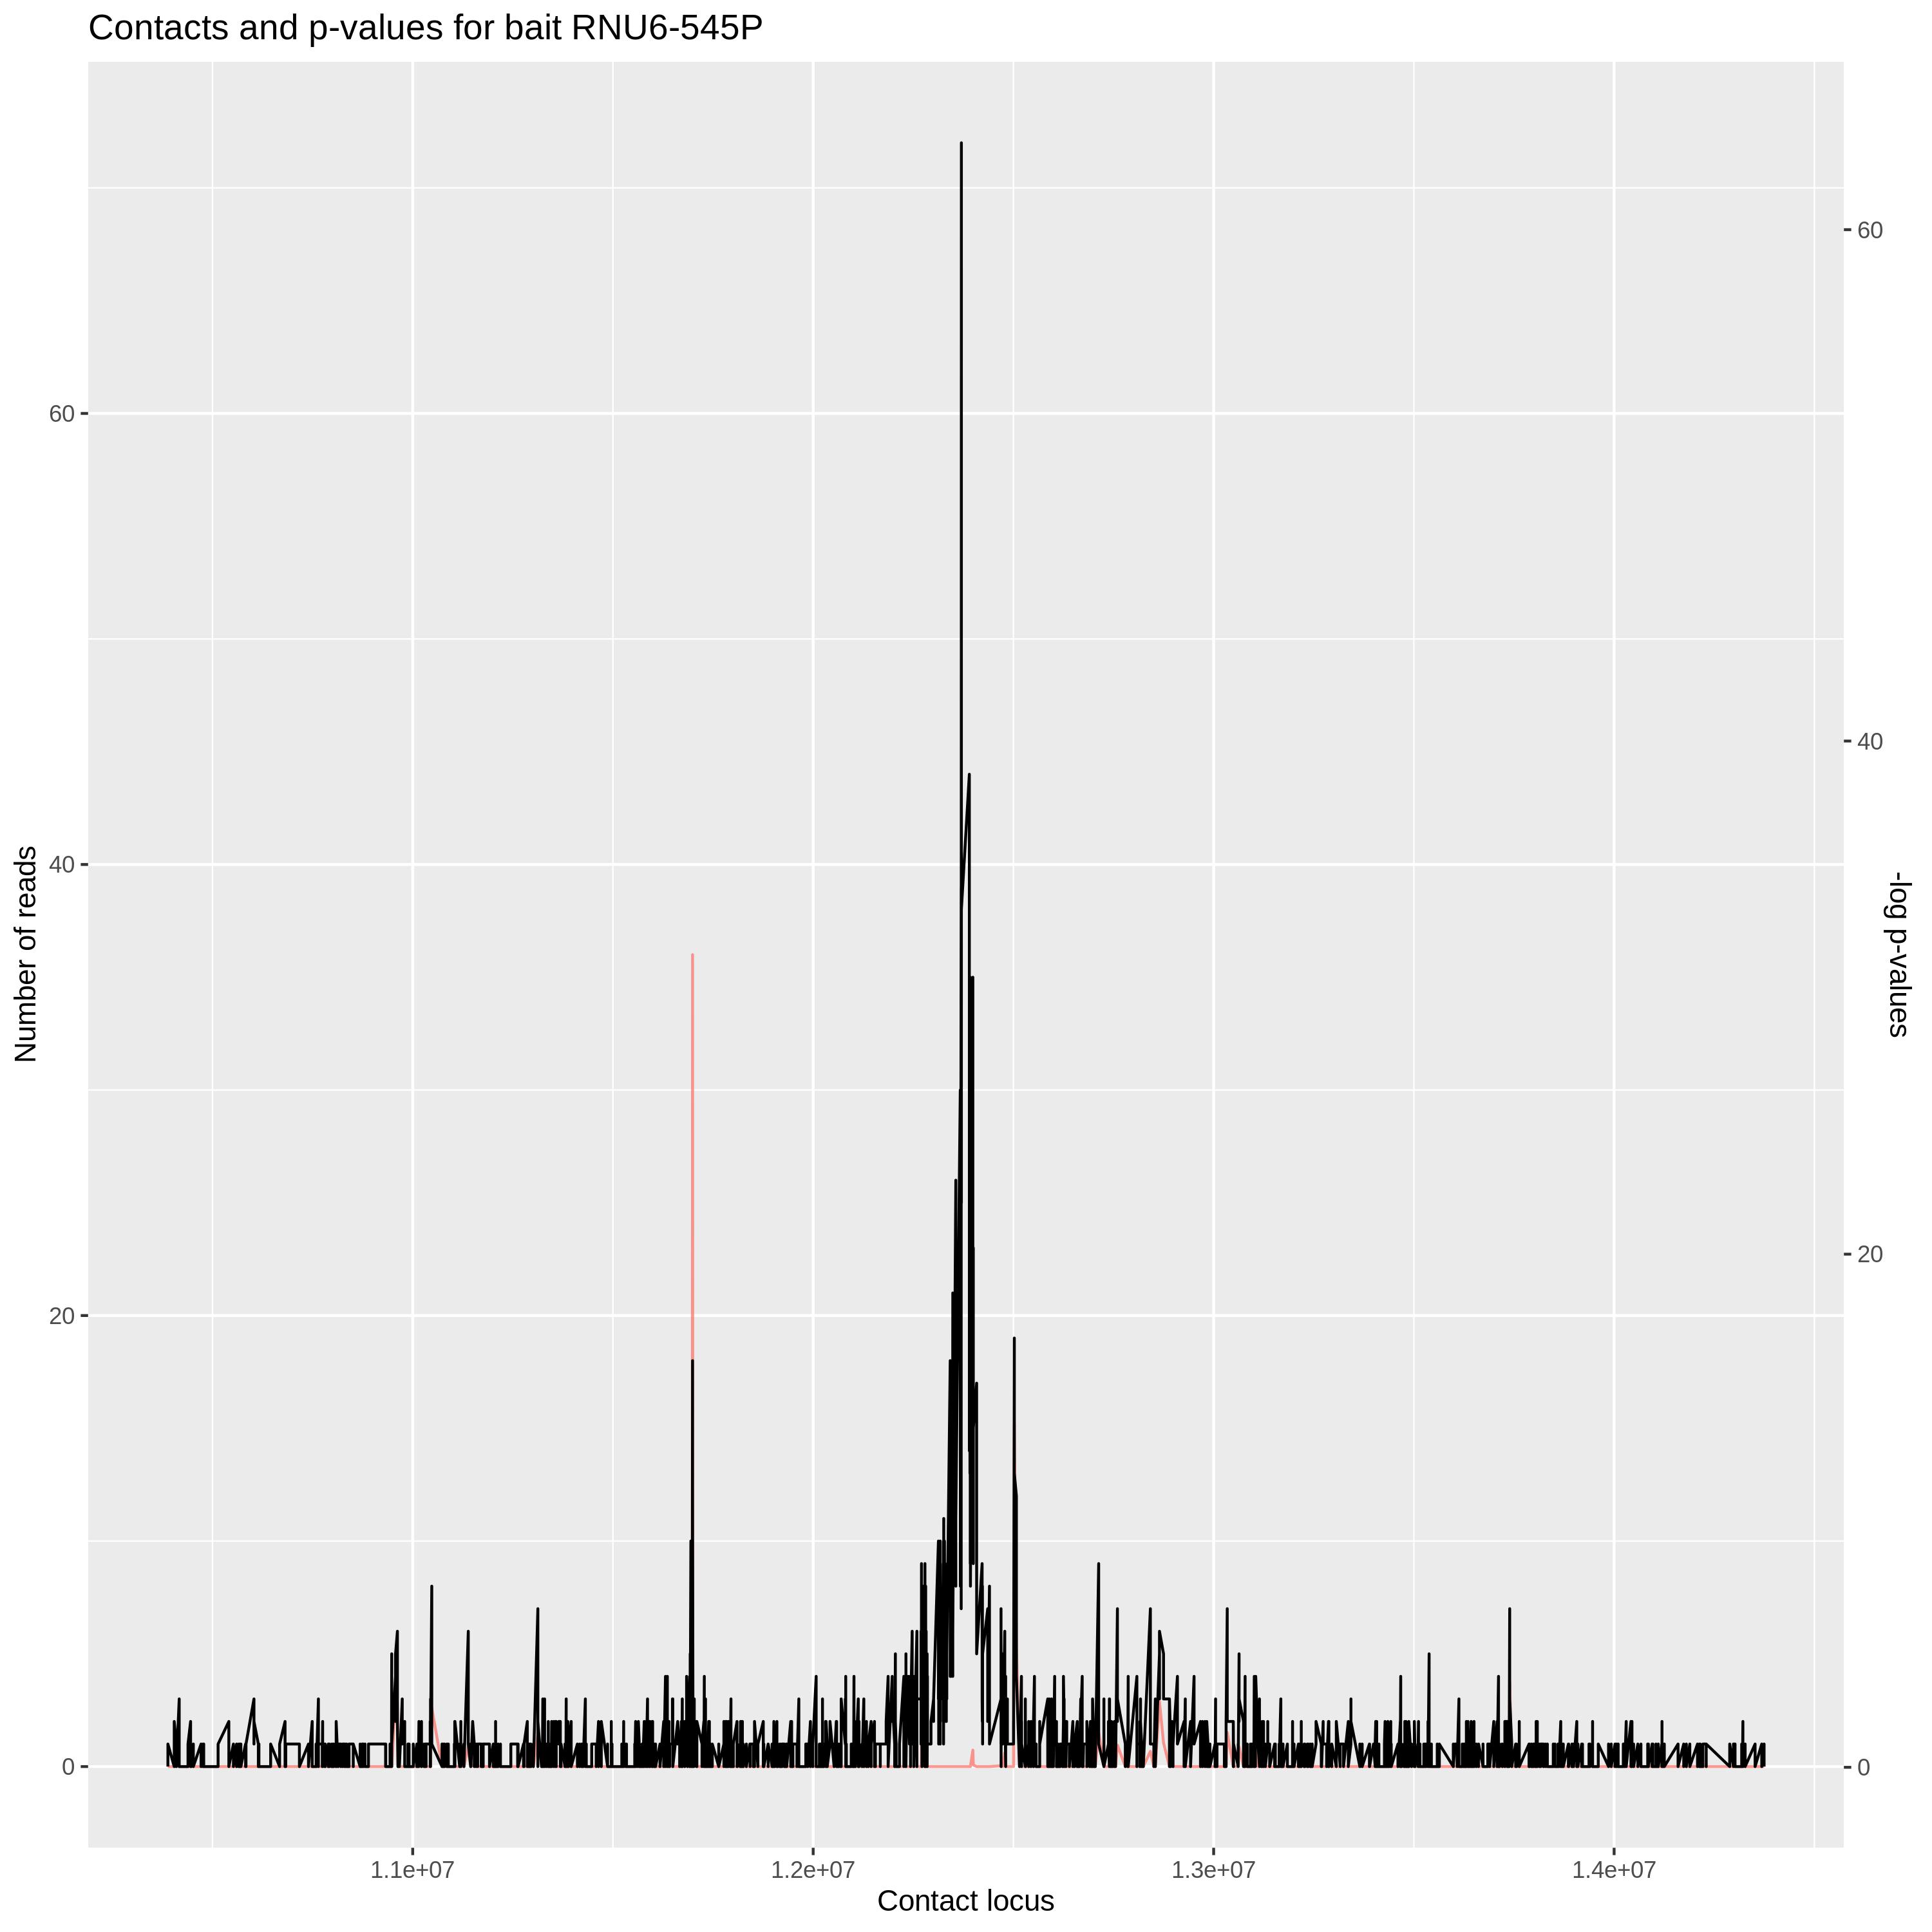 Contacts and p-values for bait RNU6-545P
60
40
20
0
Number of reads
60
40
20
0
-log p-values
1.1e+07
1.2e+07
1.3e+07
1.4e+07
Contact locus